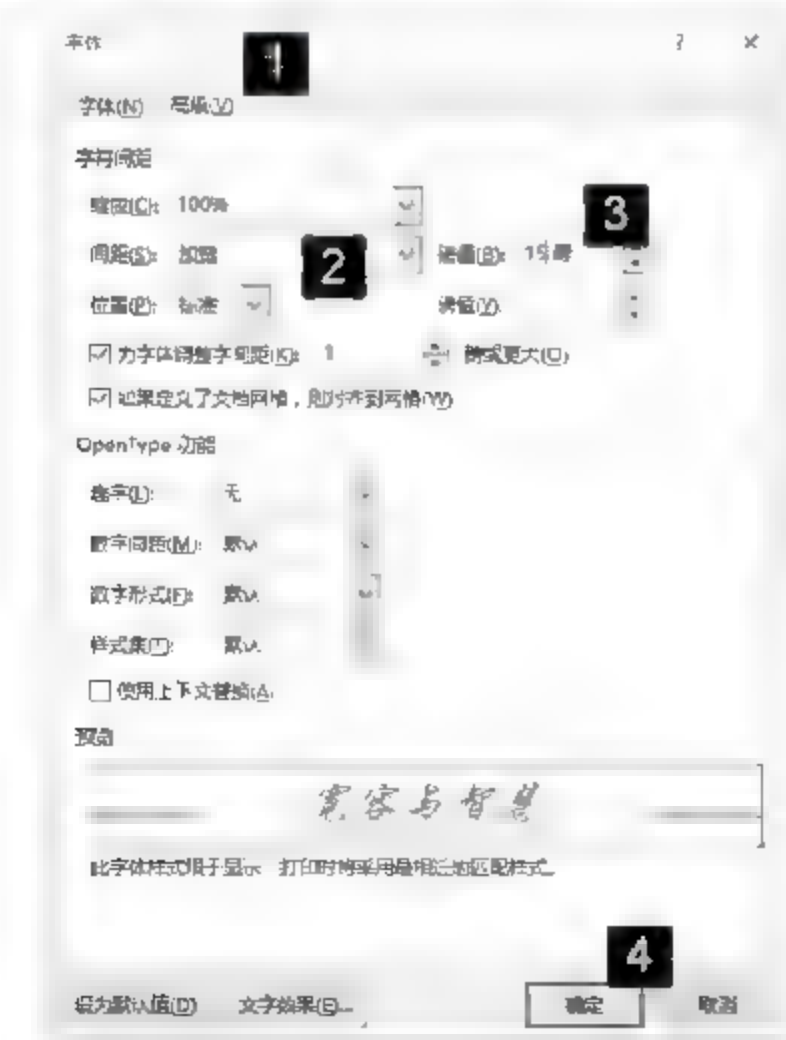 字体
? ×
1
字体(N) 高级(V)
字符间距
缩放(C): 100%
3
间距(S): 加宽
2
磅值(B):
位置(P): 标准
磅值(Y):
为字体调整字间距(K): 1
磅或更大(O)
如果定义了文档网格，则对齐到网格(W)
OpenType 功能
连字(L): 无
数字间距(M): 默认
数字形式(F): 默认
样式集(T): 默认
使用上下文替换(A)
预览
宽容与智慧
此字体样式限于显示，打印时将采用最相近的匹配样式。
4
设为默认值(D) 文字效果(E)...
确定 取消